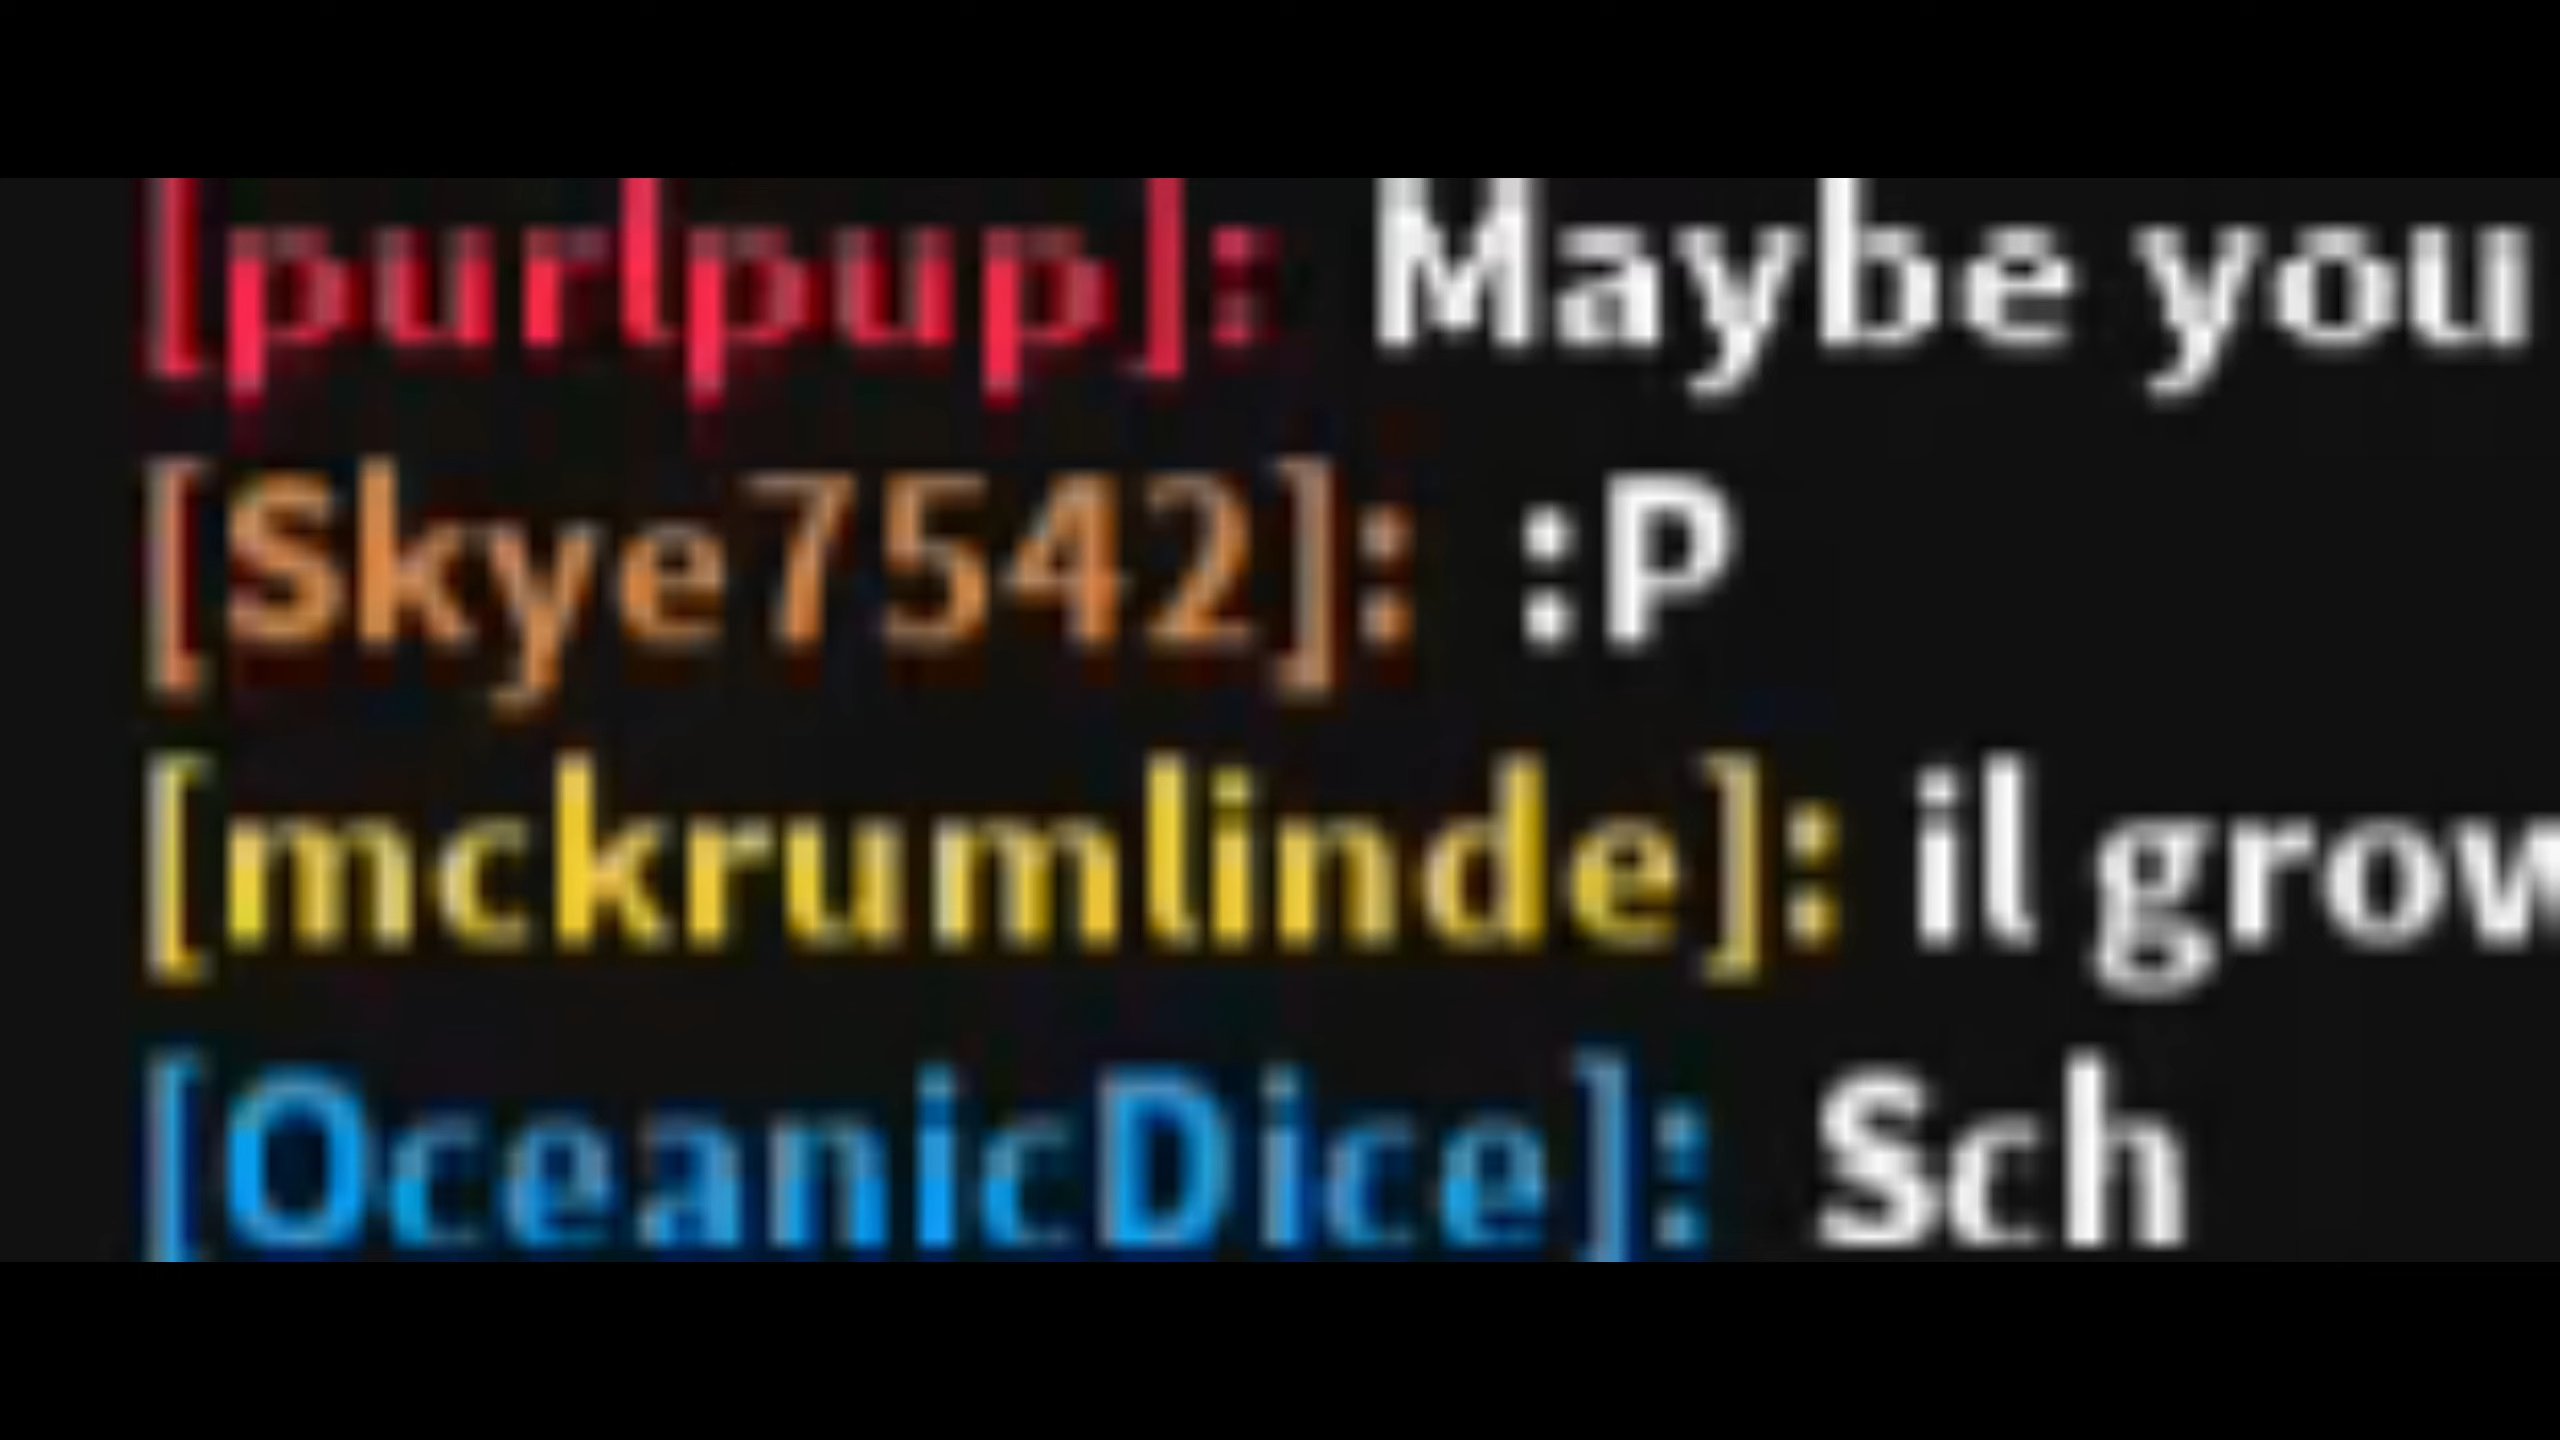 [purlpup]: Maybe you
[Skye7542]: :P
[mckrumlinde]: il grow
[OceanicDice]: Sch